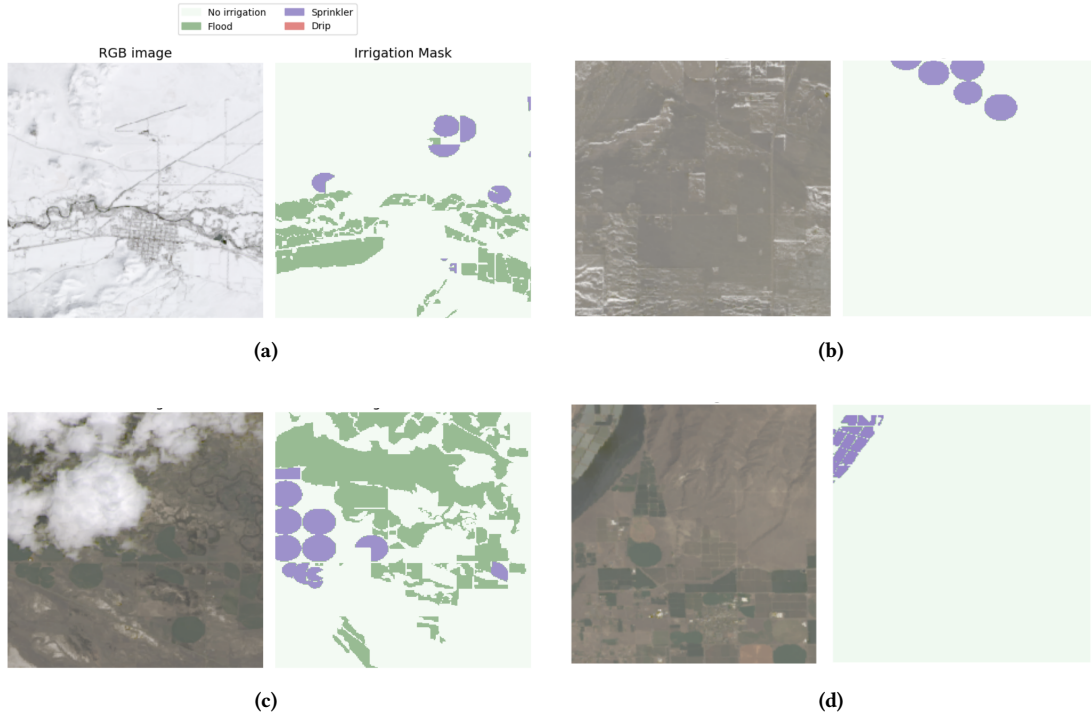 No irrigation
Sprinkler
Flood
Drip
RGB image
Irrigation Mask
(a)
(b)
(c)
(d)